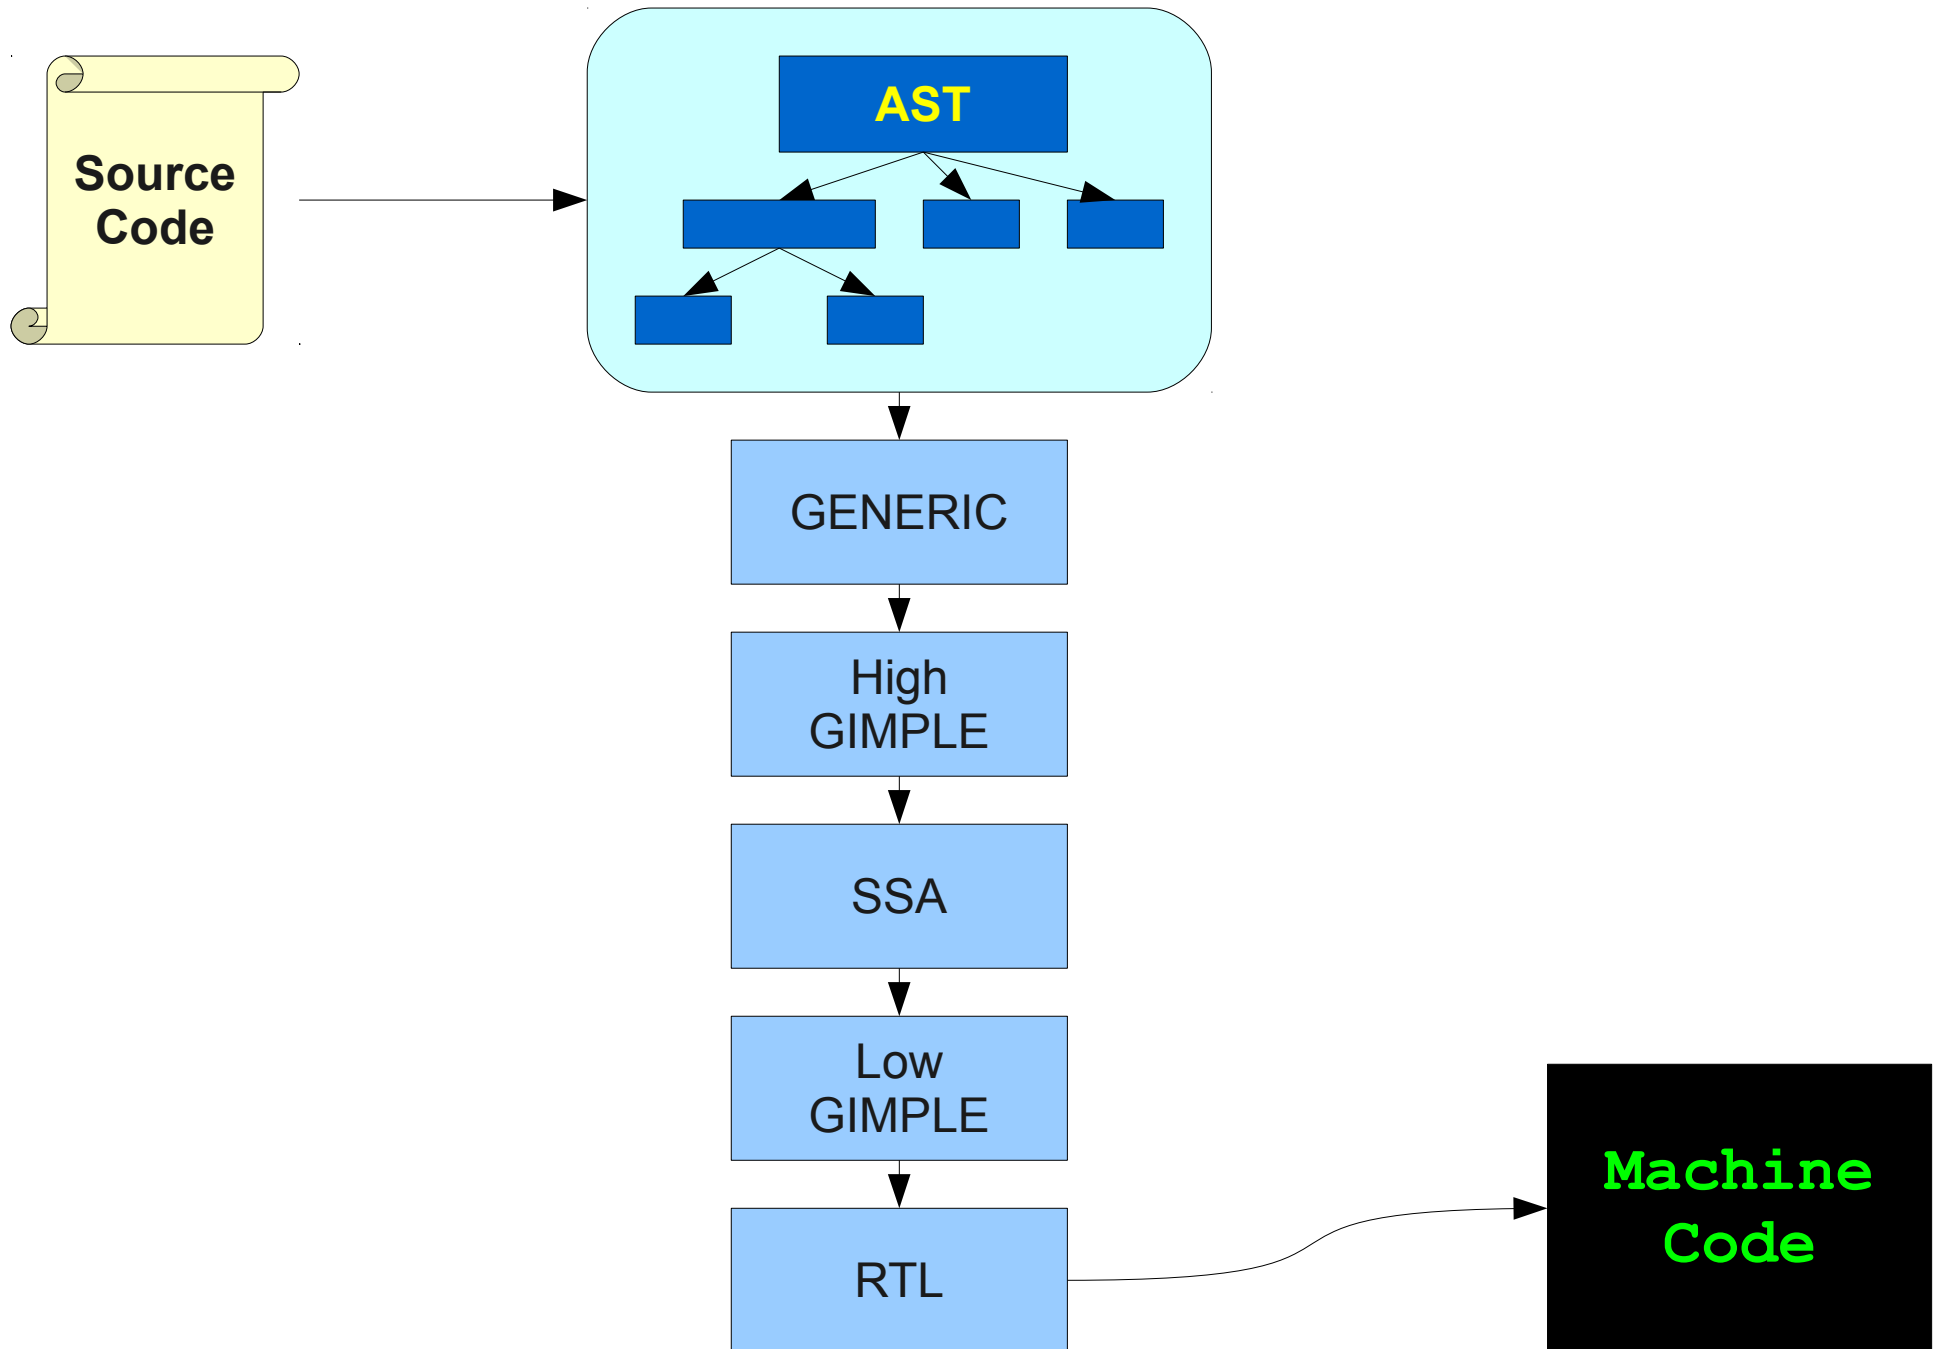 Source
Code
AST
GENERIC
High
GIMPLE
SSA
Low
GIMPLE
RTL
Machine
Code